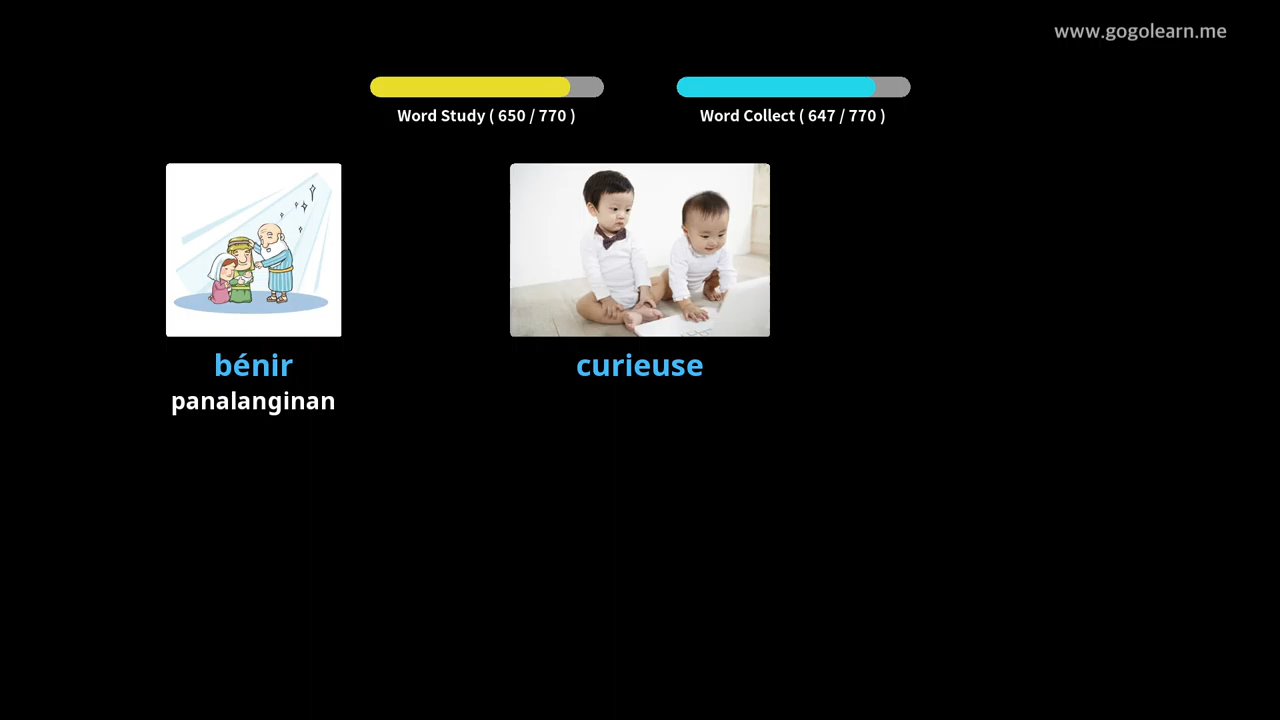 www.gogolearn.me
Word Study ( 650 / 770 )
Word Collect ( 647 / 770 )
bénir
panalanginan
curieuse